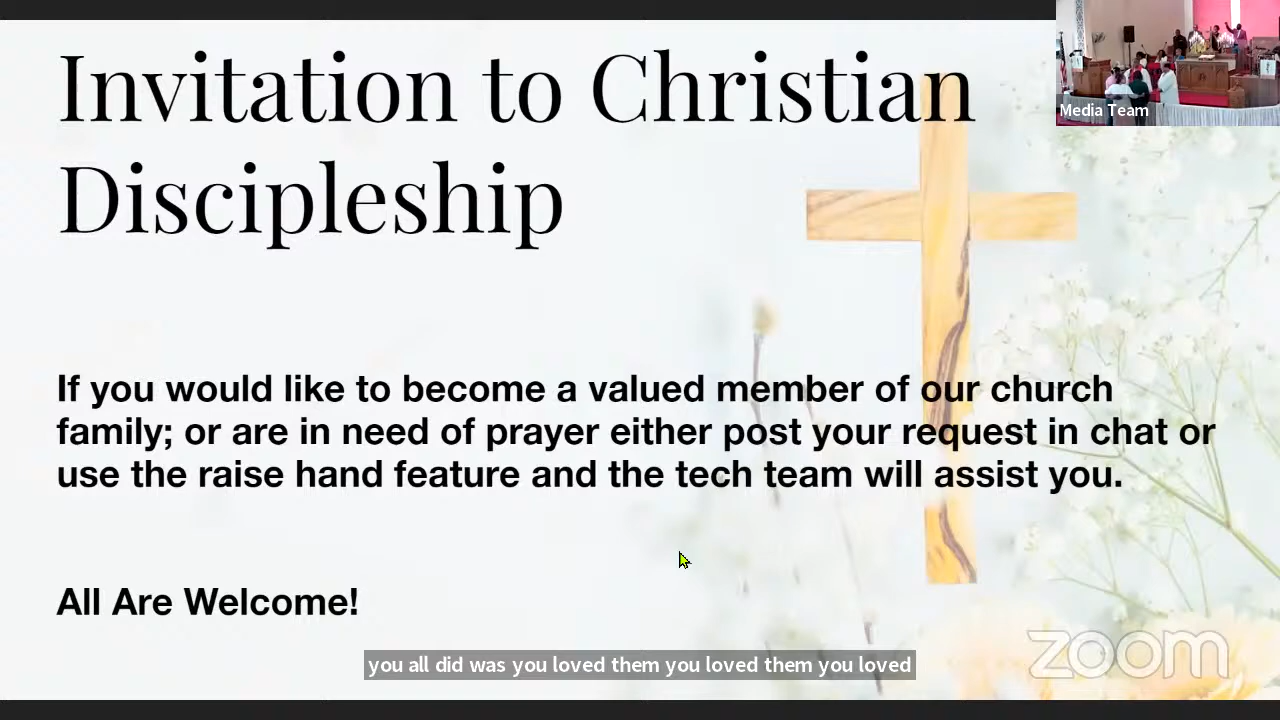 Invitation to Christian
Discipleship
Media Team
If you would like to become a valued member of our church
family; or are in need of prayer either post your request in chat or
use the raise hand feature and the tech team will assist you.
All Are Welcome!
zoom
you all did was you loved them you loved them you loved